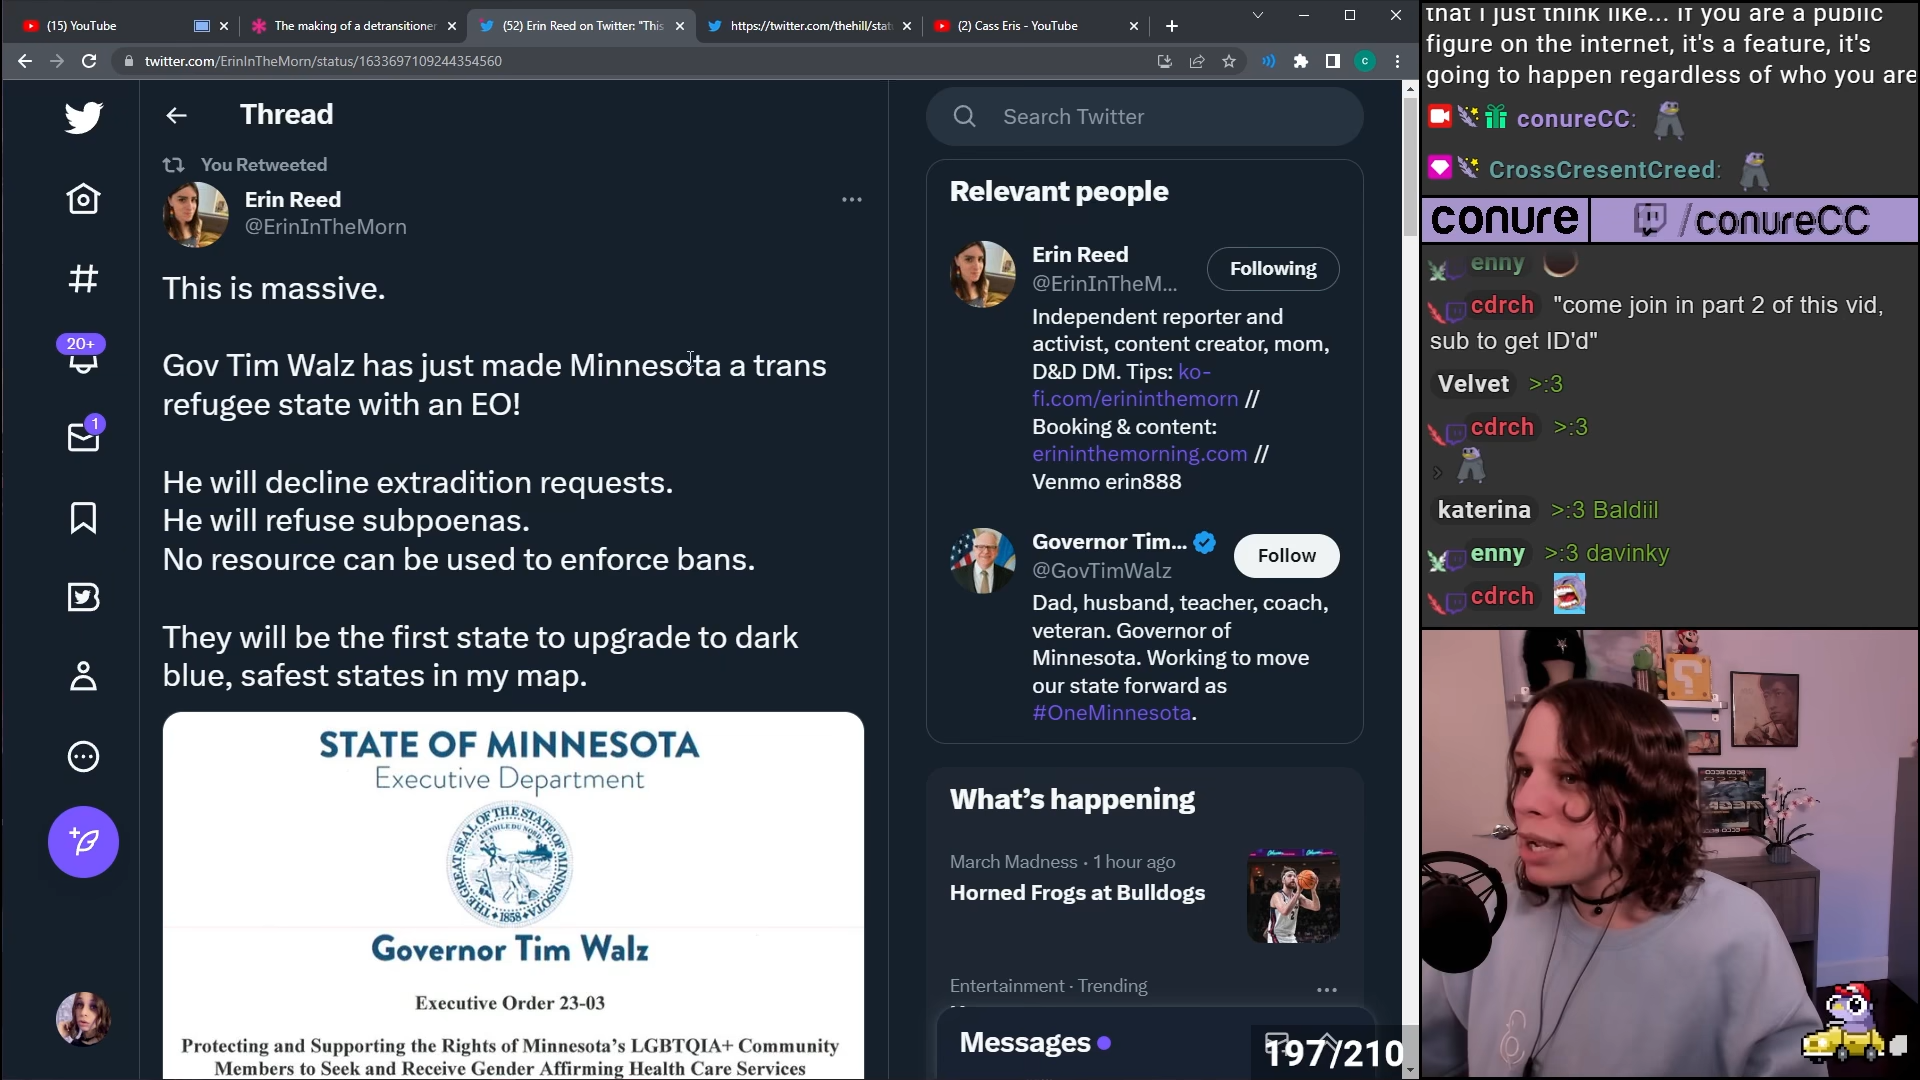 (15) YouTube
The making of a detransitioner
(52) Erin Reed on Twitter: "This
https://twitter.com/thehill/stat
(2) Cass Eris - YouTube
twitter.com/ErinInTheMorn/status/1633697109244354560
Thread
You Retweeted
Erin Reed
@ErinInTheMorn
This is massive.
Gov Tim Walz has just made Minnesota a trans
refugee state with an EO!
He will decline extradition requests.
He will refuse subpoenas.
No resource can be used to enforce bans.
They will be the first state to upgrade to dark
blue, safest states in my map.
STATE OF MINNESOTA
Executive Department
Governor Tim Walz
Executive Order 23-03
Protecting and Supporting the Rights of Minnesota's LGBTQIA+ Community
Members to Seek and Receive Gender Affirming Health Care Services
20+
1
Search Twitter
Relevant people
Erin Reed
@ErinInTheM...
Following
Independent reporter and
activist, content creator, mom,
D&D DM. Tips: ko-
fi.com/erininthemorn //
Booking & content:
erininthemorning.com //
Venmo erin888
Governor Tim...
@GovTimWalz
Follow
Dad, husband, teacher, coach,
veteran. Governor of
Minnesota. Working to move
our state forward as
#OneMinnesota.
What's happening
March Madness · 1 hour ago
Horned Frogs at Bulldogs
Entertainment · Trending
Messages
197/210
that I just think like... If you are a public
figure on the internet, it's a feature, it's
going to happen regardless of who you are
conureCC:
CrossCresentCreed:
conure
/conureCC
enny
cdrch "come join in part 2 of this vid,
sub to get ID'd"
Velvet >:3
cdrch >:3
katerina >:3 Baldiil
enny >:3 davinky
cdrch